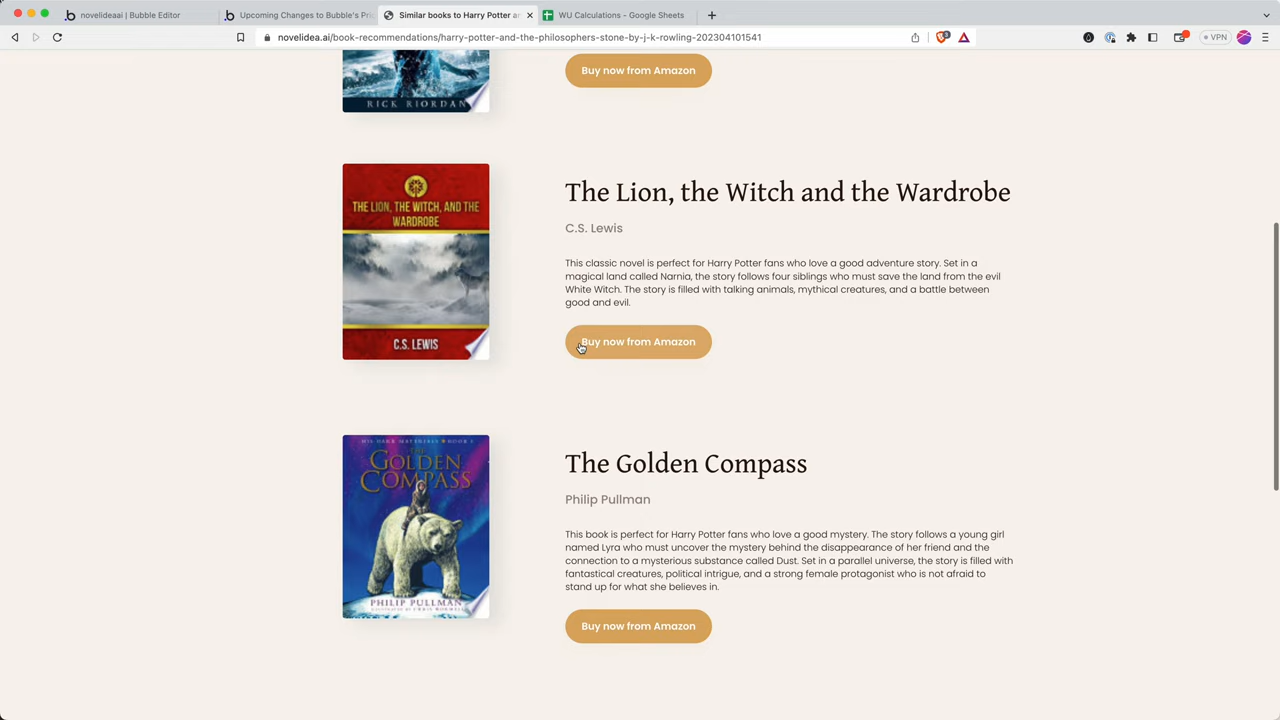 novelideaai | Bubble Editor
Upcoming Changes to Bubble's Pri
Similar books to Harry Potter an
WU Calculations - Google Sheets
novelidea.ai/book-recommendations/harry-potter-and-the-philosophers-stone-by-j-k-rowling-202304101541
VPN
RICK RIORDAN
Buy now from Amazon
THE LION, THE WITCH, AND THE
WARDROBE
C.S. LEWIS
The Lion, the Witch and the Wardrobe
C.S. Lewis
This classic novel is perfect for Harry Potter fans who love a good adventure story. Set in a
magical land called Narnia, the story follows four siblings who must save the land from the evil
White Witch. The story is filled with talking animals, mythical creatures, and a battle between
good and evil.
Buy now from Amazon
HIS DARK MATERIALS BOOK I
THE
GOLDEN
COMPASS
PHILIP PULLMAN
The Golden Compass
Philip Pullman
This book is perfect for Harry Potter fans who love a good mystery. The story follows a young girl
named Lyra who must uncover the mystery behind the disappearance of her friend and the
connection to a mysterious substance called Dust. Set in a parallel universe, the story is filled with
fantastical creatures, political intrigue, and a strong female protagonist who is not afraid to
stand up for what she believes in.
Buy now from Amazon